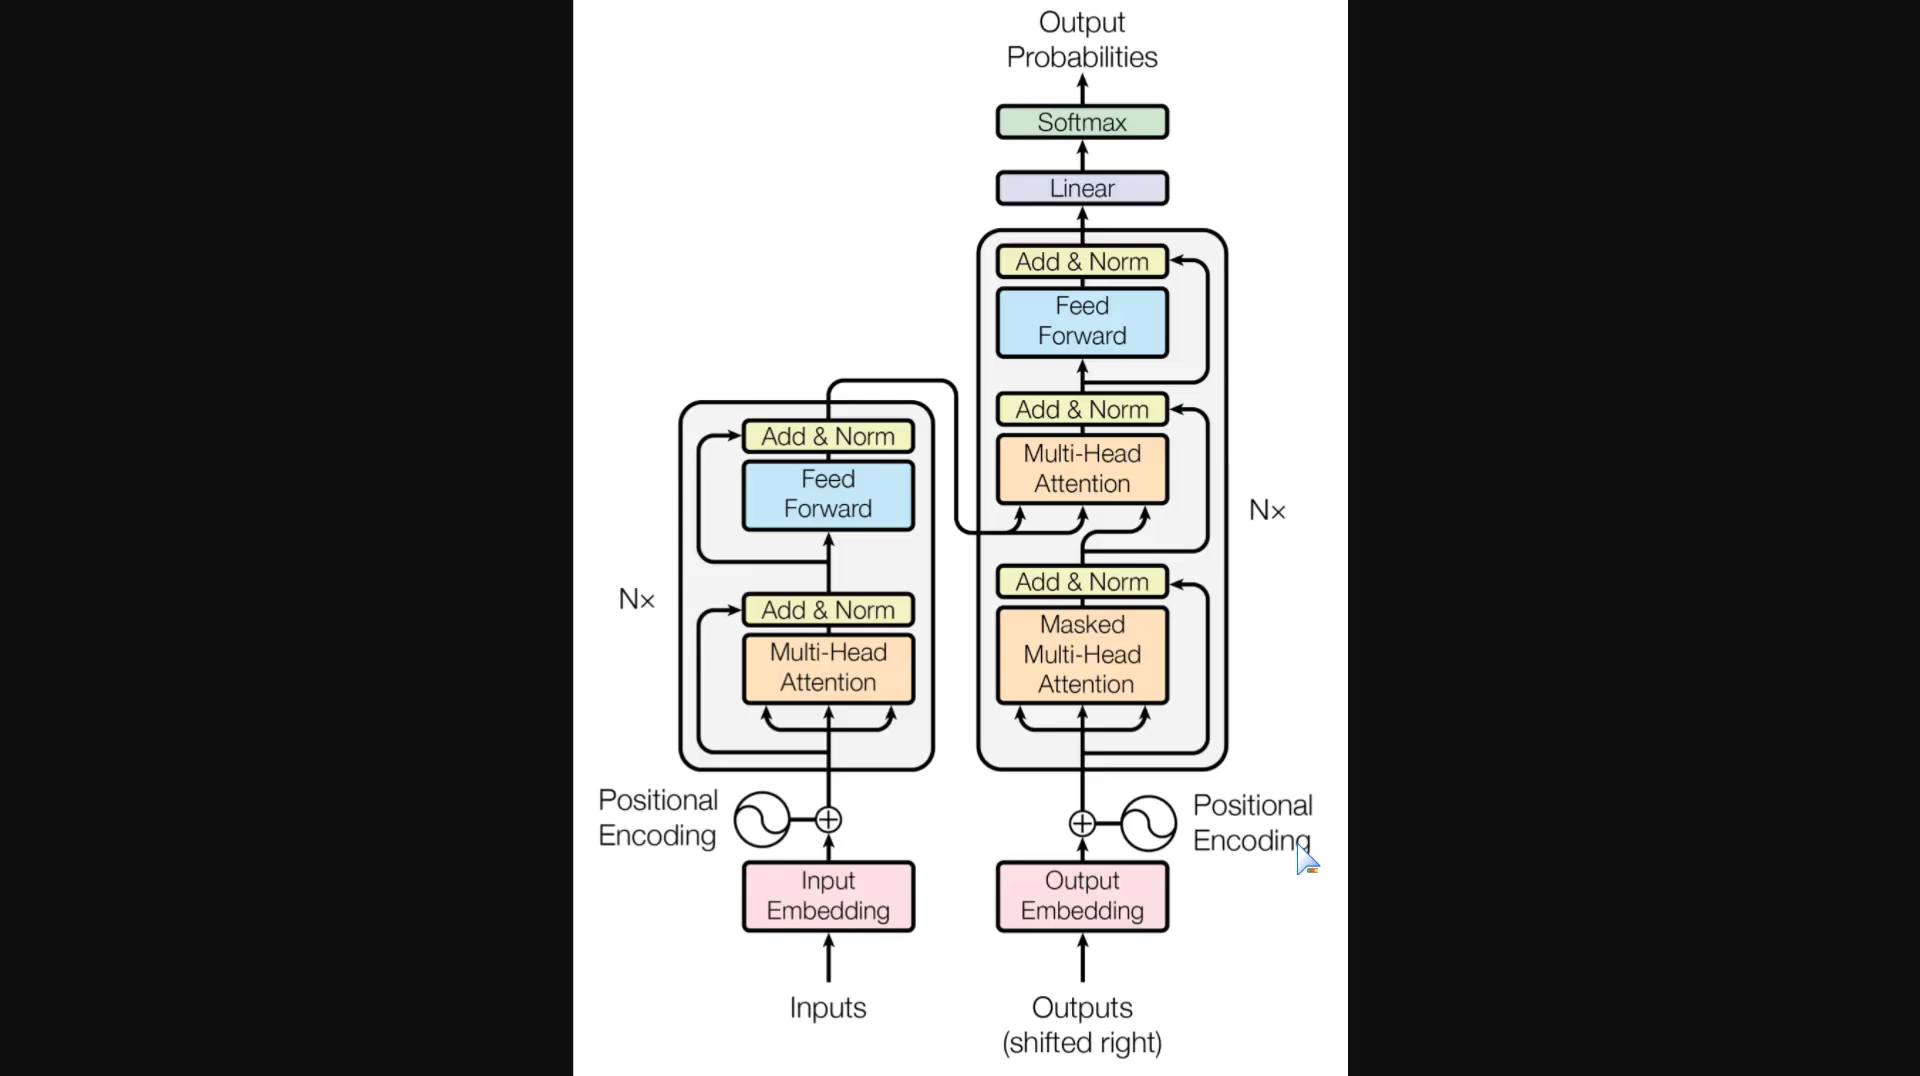 Output
Probabilities
Softmax
Linear
Add & Norm
Feed
Forward
Add & Norm
Multi-Head
Attention
Nx
Add & Norm
Masked
Multi-Head
Attention
Add & Norm
Feed
Forward
Nx
Add & Norm
Multi-Head
Attention
Positional
Encoding
Positional
Encoding
Input
Embedding
Output
Embedding
Inputs
Outputs
(shifted right)